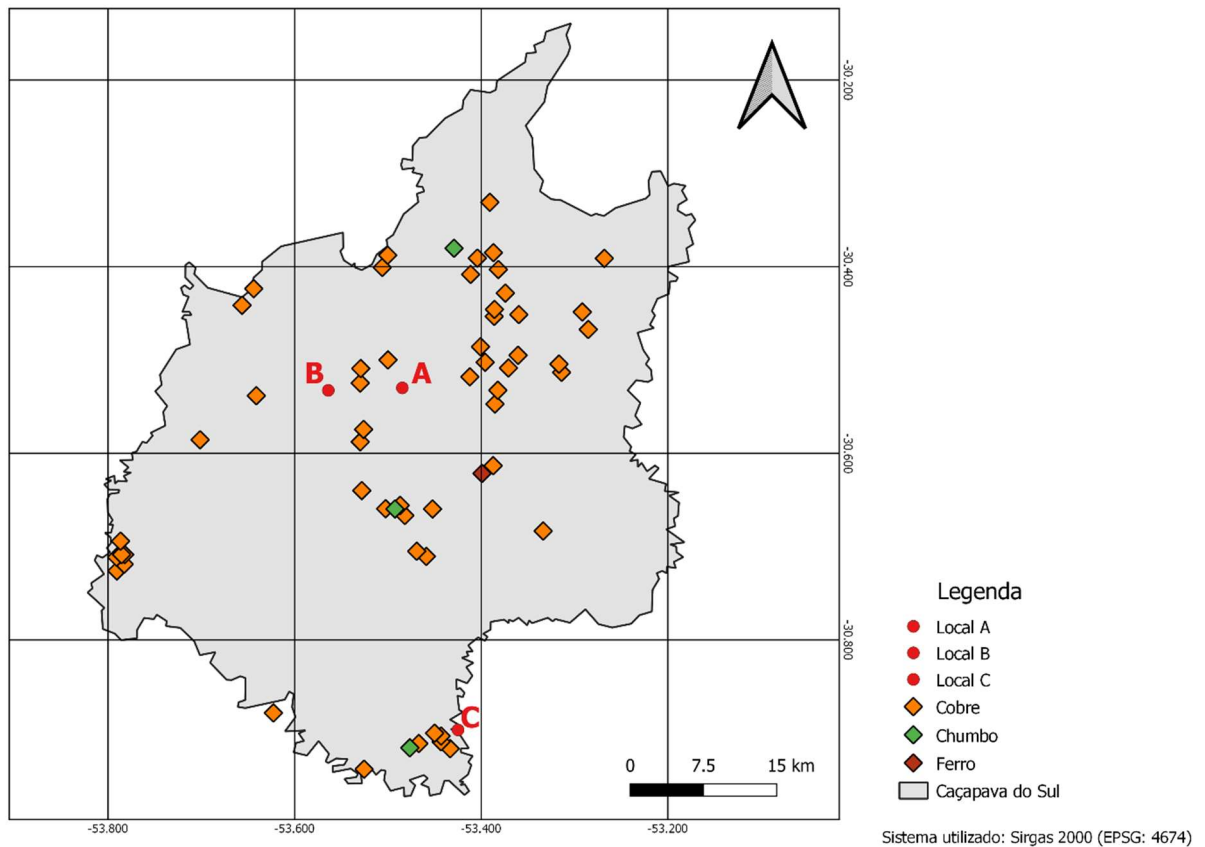 -30.200
-30.400
B
A
-30.600
-30.800
C
0 7.5 15 km
-53.800 -53.600 -53.400 -53.200
Legenda
Local A
Local B
Local C
Cobre
Chumbo
Ferro
Caçapava do Sul
Sistema utilizado: Sirgas 2000 (EPSG: 4674)